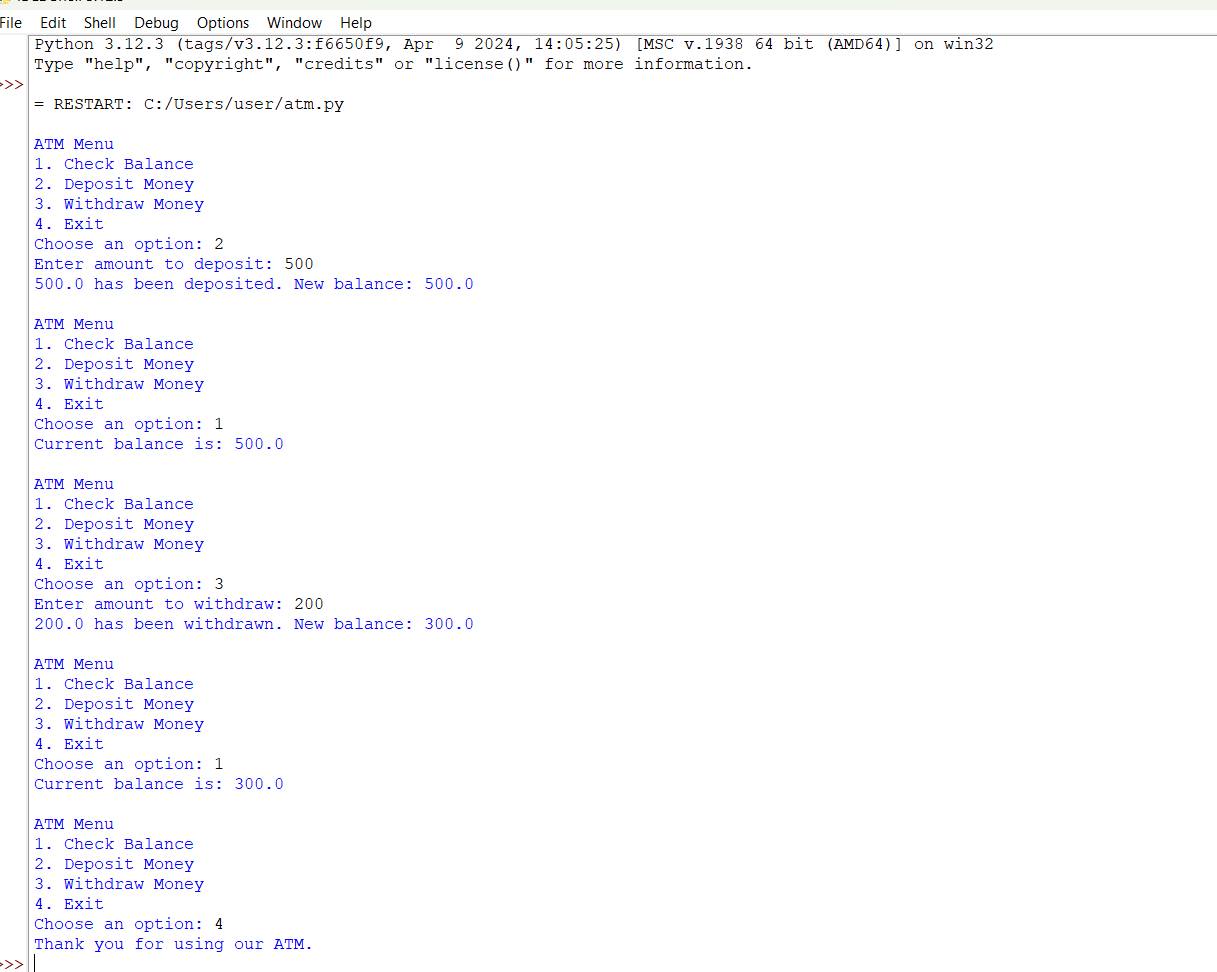 File Edit Shell Debug Options Window Help
Python 3.12.3 (tags/v3.12.3:f6650f9, Apr  9 2024, 14:05:25) [MSC v.1938 64 bit (AMD64)] on win32
Type "help", "copyright", "credits" or "license()" for more information.
>>>
= RESTART: C:/Users/user/atm.py
ATM Menu
1. Check Balance
2. Deposit Money
3. Withdraw Money
4. Exit
Choose an option: 2
Enter amount to deposit: 500
500.0 has been deposited. New balance: 500.0
ATM Menu
1. Check Balance
2. Deposit Money
3. Withdraw Money
4. Exit
Choose an option: 1
Current balance is: 500.0
ATM Menu
1. Check Balance
2. Deposit Money
3. Withdraw Money
4. Exit
Choose an option: 3
Enter amount to withdraw: 200
200.0 has been withdrawn. New balance: 300.0
ATM Menu
1. Check Balance
2. Deposit Money
3. Withdraw Money
4. Exit
Choose an option: 1
Current balance is: 300.0
ATM Menu
1. Check Balance
2. Deposit Money
3. Withdraw Money
4. Exit
Choose an option: 4
Thank you for using our ATM.
>>>